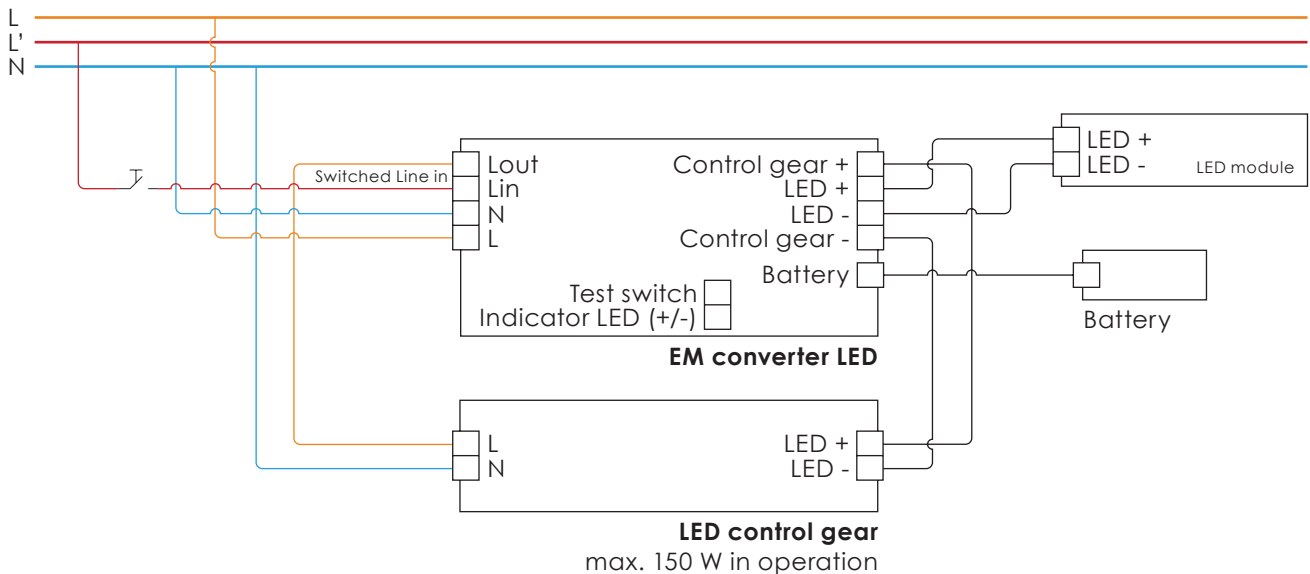 L
L'
N
Lout
Switched Line in
Lin
N
L
Control gear +
LED +
LED -
Control gear -
Battery
Test switch
Indicator LED (+/-)
EM converter LED
LED +
LED -
LED module
Battery
L
N
LED +
LED -
LED control gear
max. 150 W in operation